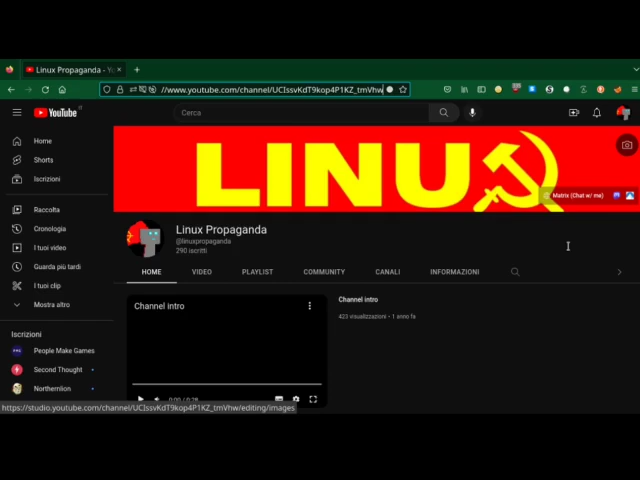 Linux Propaganda - Yo
//www.youtube.com/channel/UCIssvKdT9kop4P1KZ_tmVhw
YouTube IT
Cerca
Home
Shorts
Iscrizioni
Raccolta
Cronologia
I tuoi video
Guarda più tardi
I tuoi clip
Mostra altro
Iscrizioni
People Make Games
Second Thought
Northernlion
LINU
Matrix (Chat w/ me)
Linux Propaganda
@linuxpropaganda
290 iscritti
HOME VIDEO PLAYLIST COMMUNITY CANALI INFORMAZIONI
Channel intro
0:00 / 0:28
Channel intro
423 visualizzazioni • 1 anno fa
https://studio.youtube.com/channel/UCIssvKdT9kop4P1KZ_tmVhw/editing/images